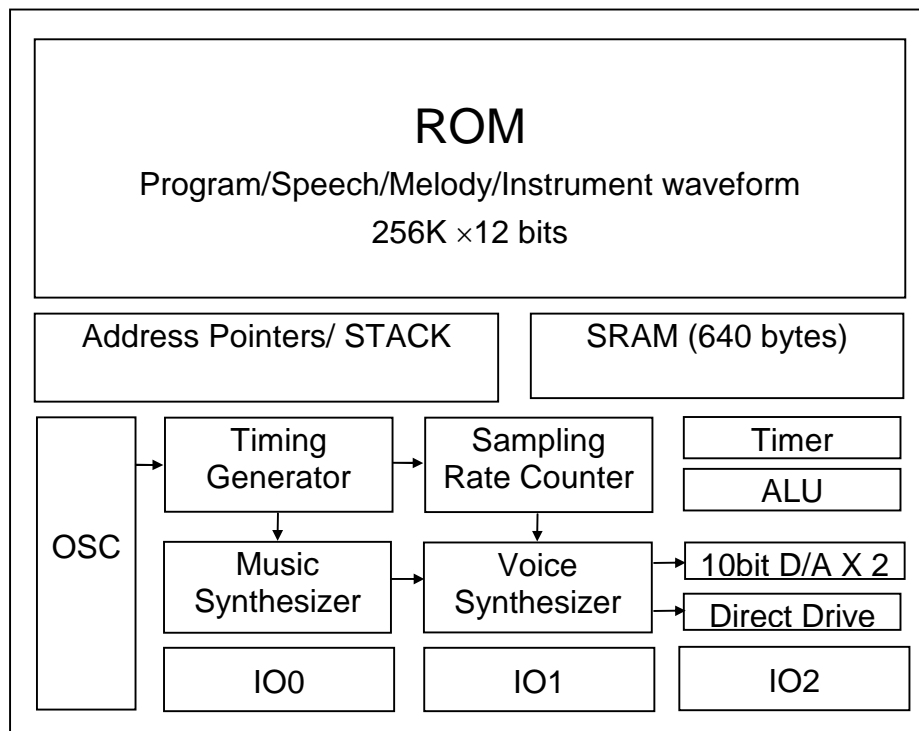 ROM
Program/Speech/Melody/Instrument waveform
256K ×12 bits
Address Pointers/ STACK
SRAM (640 bytes)
OSC
Timing
Generator
Sampling
Rate Counter
Timer
ALU
Music
Synthesizer
Voice
Synthesizer
10bit D/A X 2
Direct Drive
IO0
IO1
IO2